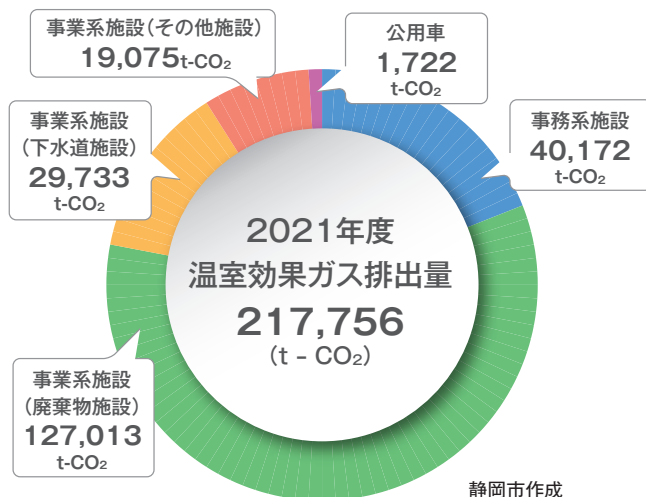 事業系施設(その他施設)
19,075t-CO₂
公用車
1,722
t-CO₂
事業系施設
(下水道施設)
29,733
t-CO₂
事務系施設
40,172
t-CO₂
2021年度
温室効果ガス排出量
217,756
(t - CO₂)
事業系施設
(廃棄物施設)
127,013
t-CO₂
静岡市作成